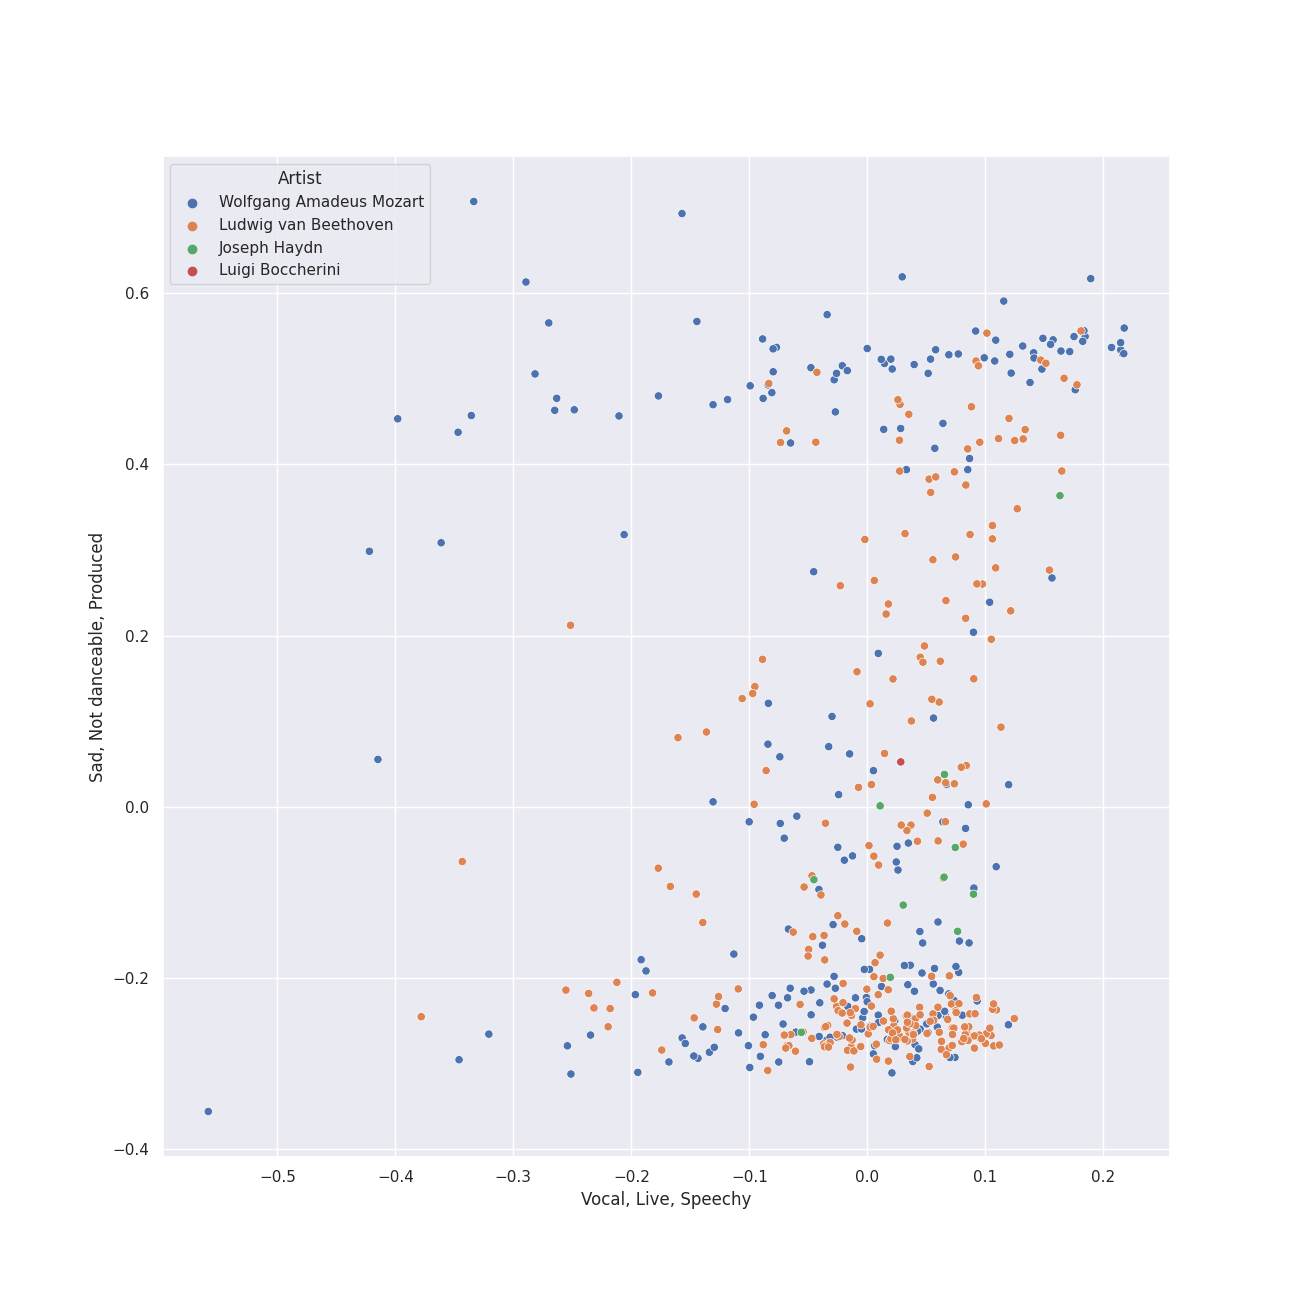 Artist
Wolfgang Amadeus Mozart
Ludwig van Beethoven
Joseph Haydn
Luigi Boccherini
0.6
0.4
0.2
0.0
−0.2
−0.4
Sad, Not danceable, Produced
−0.5 −0.4 −0.3 −0.2 −0.1 0.0 0.1 0.2
Vocal, Live, Speechy